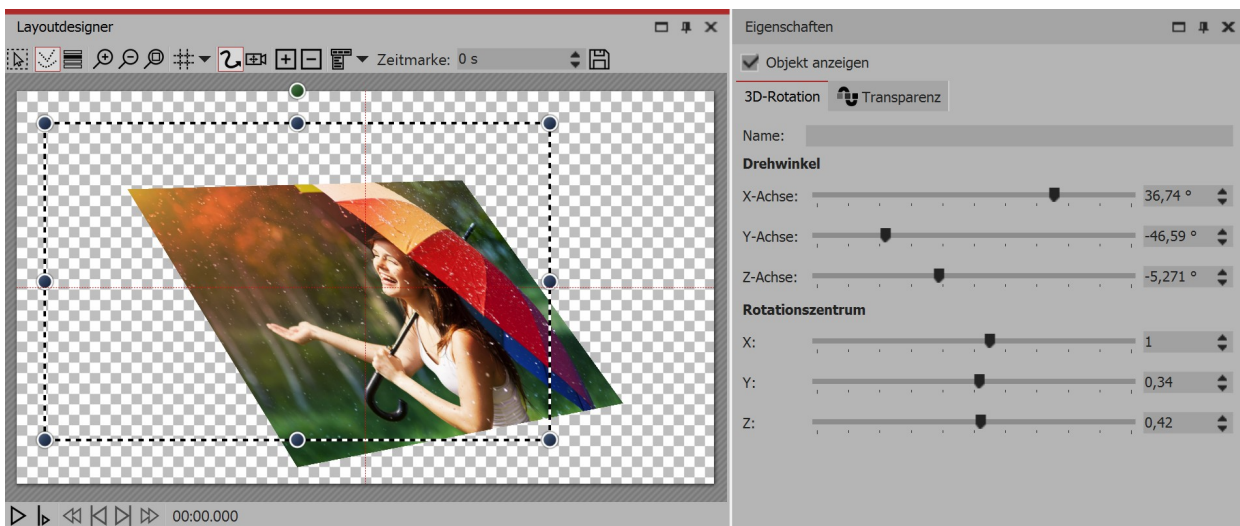 Layoutdesigner
Zeitmarke: 0 s
00:00.000
Eigenschaften
Objekt anzeigen
3D-Rotation Transparenz
Name:
Drehwinkel
X-Achse: 36,74 °
Y-Achse: -46,59 °
Z-Achse: -5,271 °
Rotationszentrum
X: 1
Y: 0,34
Z: 0,42